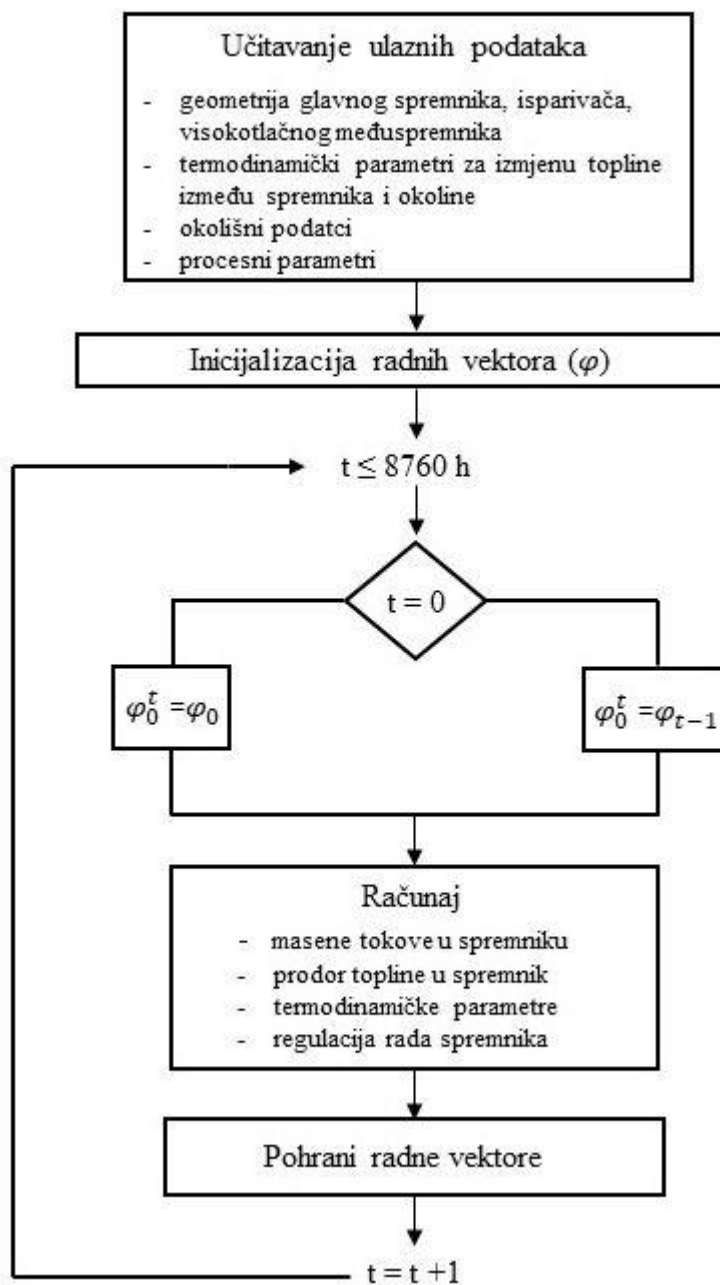 Učitavanje ulaznih podataka
- geometrija glavnog spremnika, isparivača,
visokotlačnog međuspremnika
- termodinamički parametri za izmjenu topline
između spremnika i okoline
- okolišni podatci
- procesni parametri
Inicijalizacija radnih vektora (φ)
t ≤ 8760 h
t = 0
φ₀ᵗ =φ₀
φ₀ᵗ =φₜ₋₁
Računaj
- masene tokove u spremniku
- prodor topline u spremnik
- termodinamičke parametre
- regulacija rada spremnika
Pohrani radne vektore
t = t +1